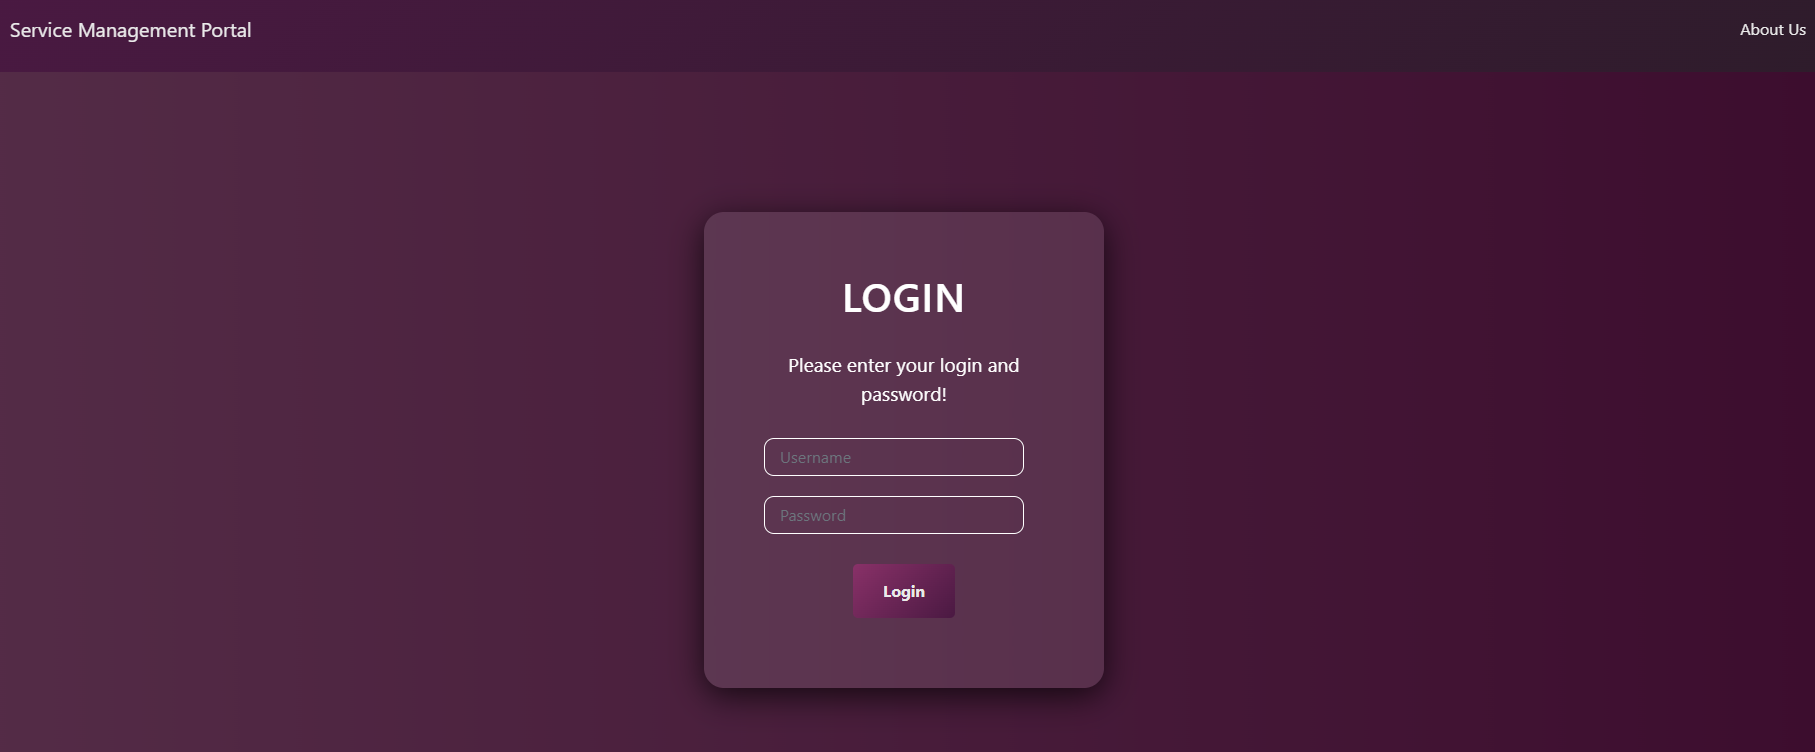 Service Management Portal
About Us
LOGIN
Please enter your login and
password!
Username
Password
Login